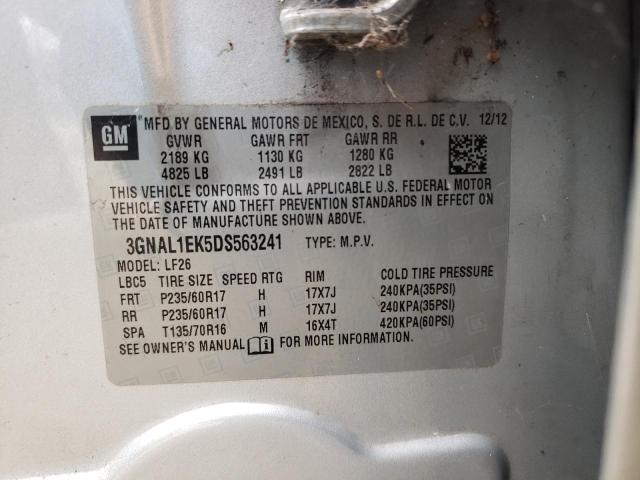 GM ®MFD BY GENERAL MOTORS DE MEXICO, S. DE R.L. DE C.V. 12/12
GVWR GAWR FRT GAWR RR
2189 KG 1130 KG 1280 KG
4825 LB 2491 LB 2822 LB
THIS VEHICLE CONFORMS TO ALL APPLICABLE U.S. FEDERAL MOTOR
VEHICLE SAFETY AND THEFT PREVENTION STANDARDS IN EFFECT ON
THE DATE OF MANUFACTURE SHOWN ABOVE.
3GNAL1EK5DS563241 TYPE: M.P.V.
MODEL: LF26
LBC5 TIRE SIZE SPEED RTG RIM COLD TIRE PRESSURE
FRT P235/60R17 H 17X7J 240KPA(35PSI)
RR P235/60R17 H 17X7J 240KPA(35PSI)
SPA T135/70R16 M 16X4T 420KPA(60PSI)
SEE OWNER'S MANUAL FOR MORE INFORMATION.